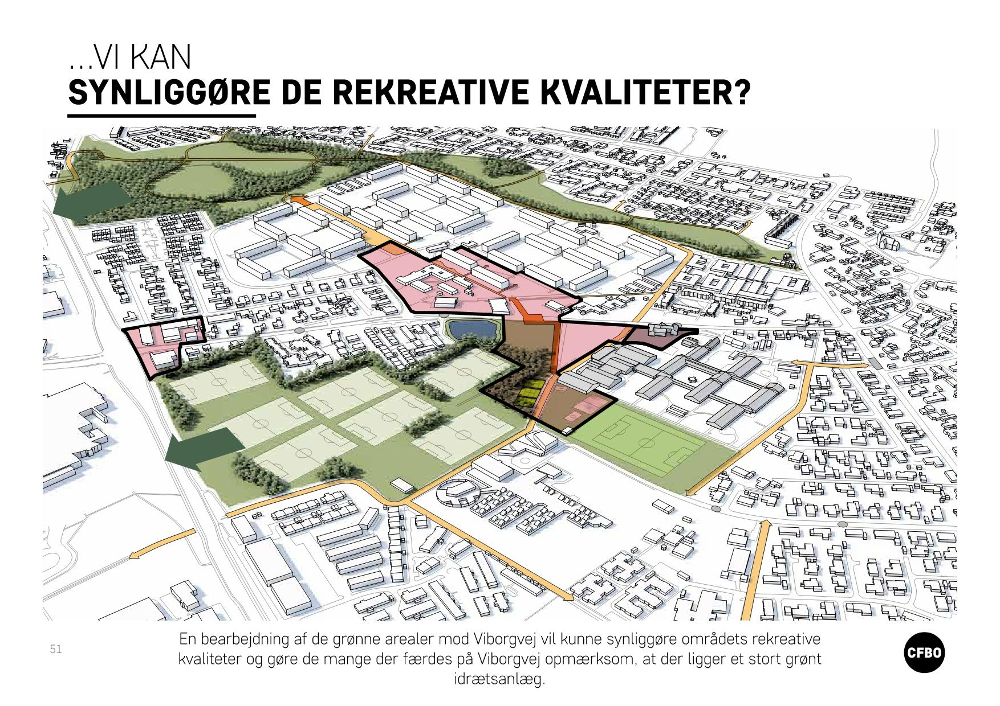 ...VI KAN
SYNLIGGØRE DE REKREATIVE KVALITETER?
En bearbejdning af de grønne arealer mod Viborgvej vil kunne synliggøre områdets rekreative
kvaliteter og gøre de mange der færdes på Viborgvej opmærksom, at der ligger et stort grønt
idrætsanlæg.
51
CFBO